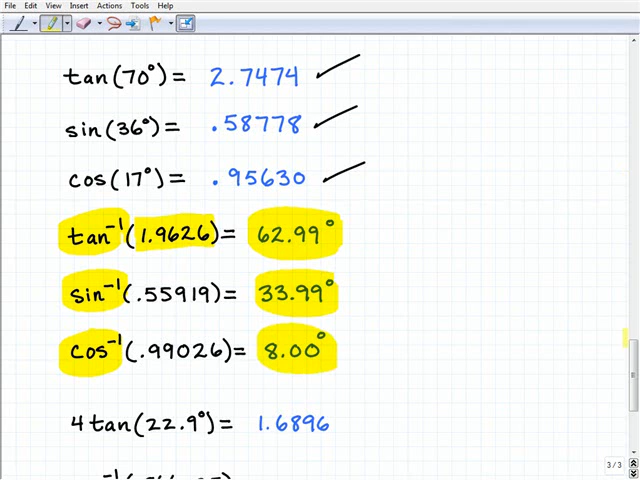 File Edit View Insert Actions Tools Help
tan(70°) = 2.7474
sin(36°) = .58778
cos(17°) = .95630
tan⁻¹(1.9626) = 62.99°
sin⁻¹(.55919) = 33.99°
cos⁻¹(.99026) = 8.00°
4tan(22.9°) = 1.6896
3/3